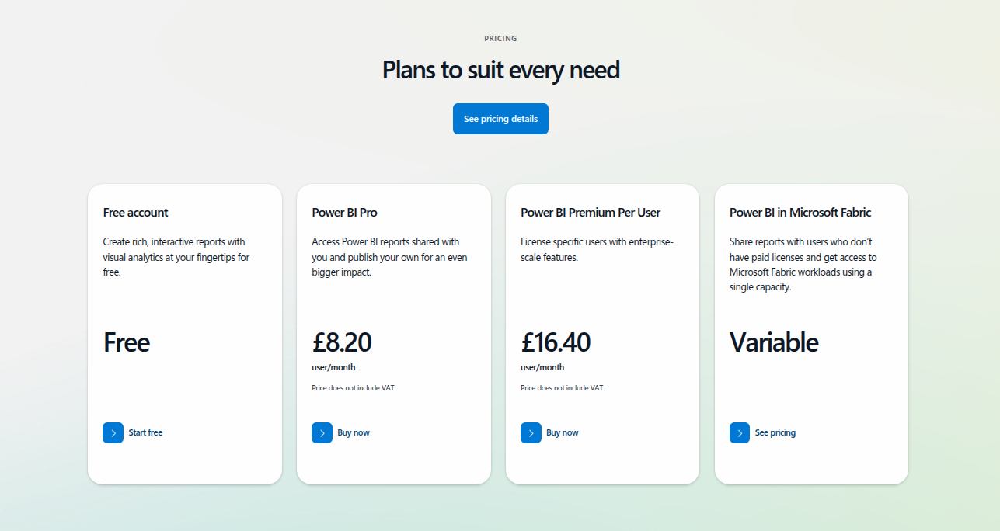 PRICING
Plans to suit every need
See pricing details
Free account
Create rich, interactive reports with
visual analytics at your fingertips for
free.
Free
Start free
Power BI Pro
Access Power BI reports shared with
you and publish your own for an even
bigger impact.
£8.20
user/month
Price does not include VAT.
Buy now
Power BI Premium Per User
License specific users with enterprise-
scale features.
£16.40
user/month
Price does not include VAT.
Buy now
Power BI in Microsoft Fabric
Share reports with users who don’t
have paid licenses and get access to
Microsoft Fabric workloads using a
single capacity.
Variable
See pricing